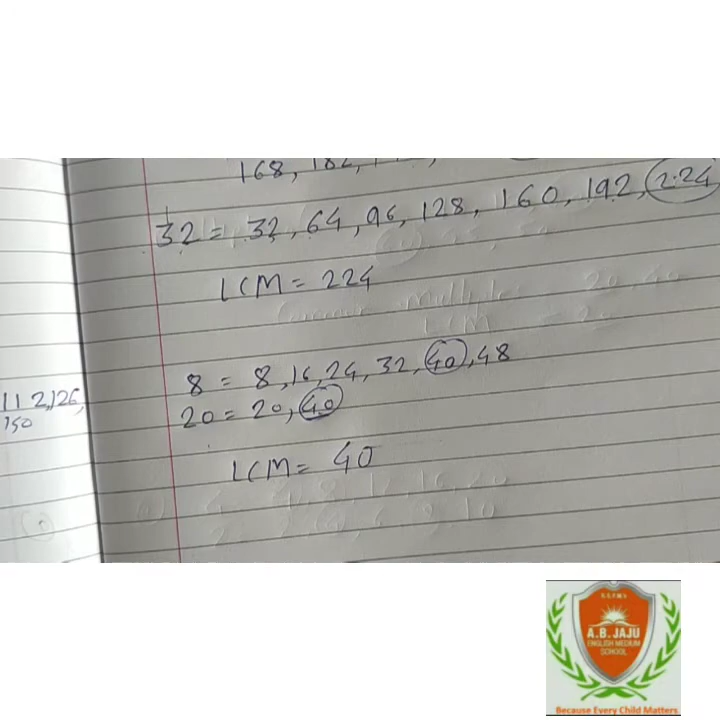 168, 182,
32 = 32, 64, 96, 128, 160, 192, 224
LCM = 224
8 = 8, 16, 24, 32, 40, 48
20 = 20, 40
LCM = 40
112, 126,
150
A.B. JAJU
ENGLISH MEDIUM
SCHOOL
Because Every Child Matters